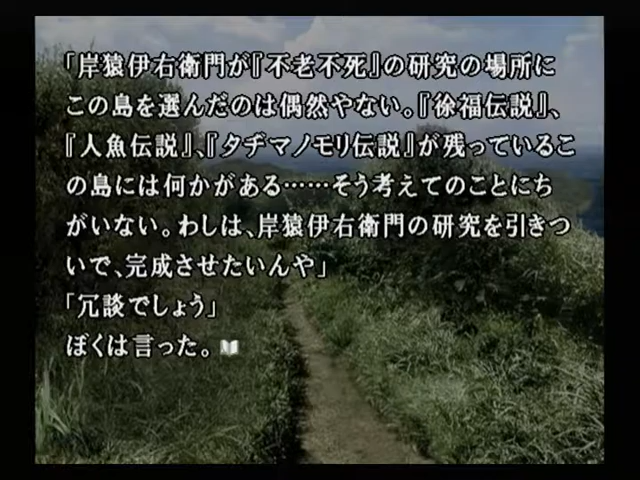 「岸猿伊右衛門が『不老不死』の研究の場所に
この島を選んだのは偶然やない。『徐福伝説』、
『人魚伝説』、『タヂマノモリ伝説』が残っているこ
の島には何かがある……そう考えてのことにち
がいない。わしは、岸猿伊右衛門の研究を引きつ
いで、完成させたいんや」
「冗談でしょう」
ぼくは言った。